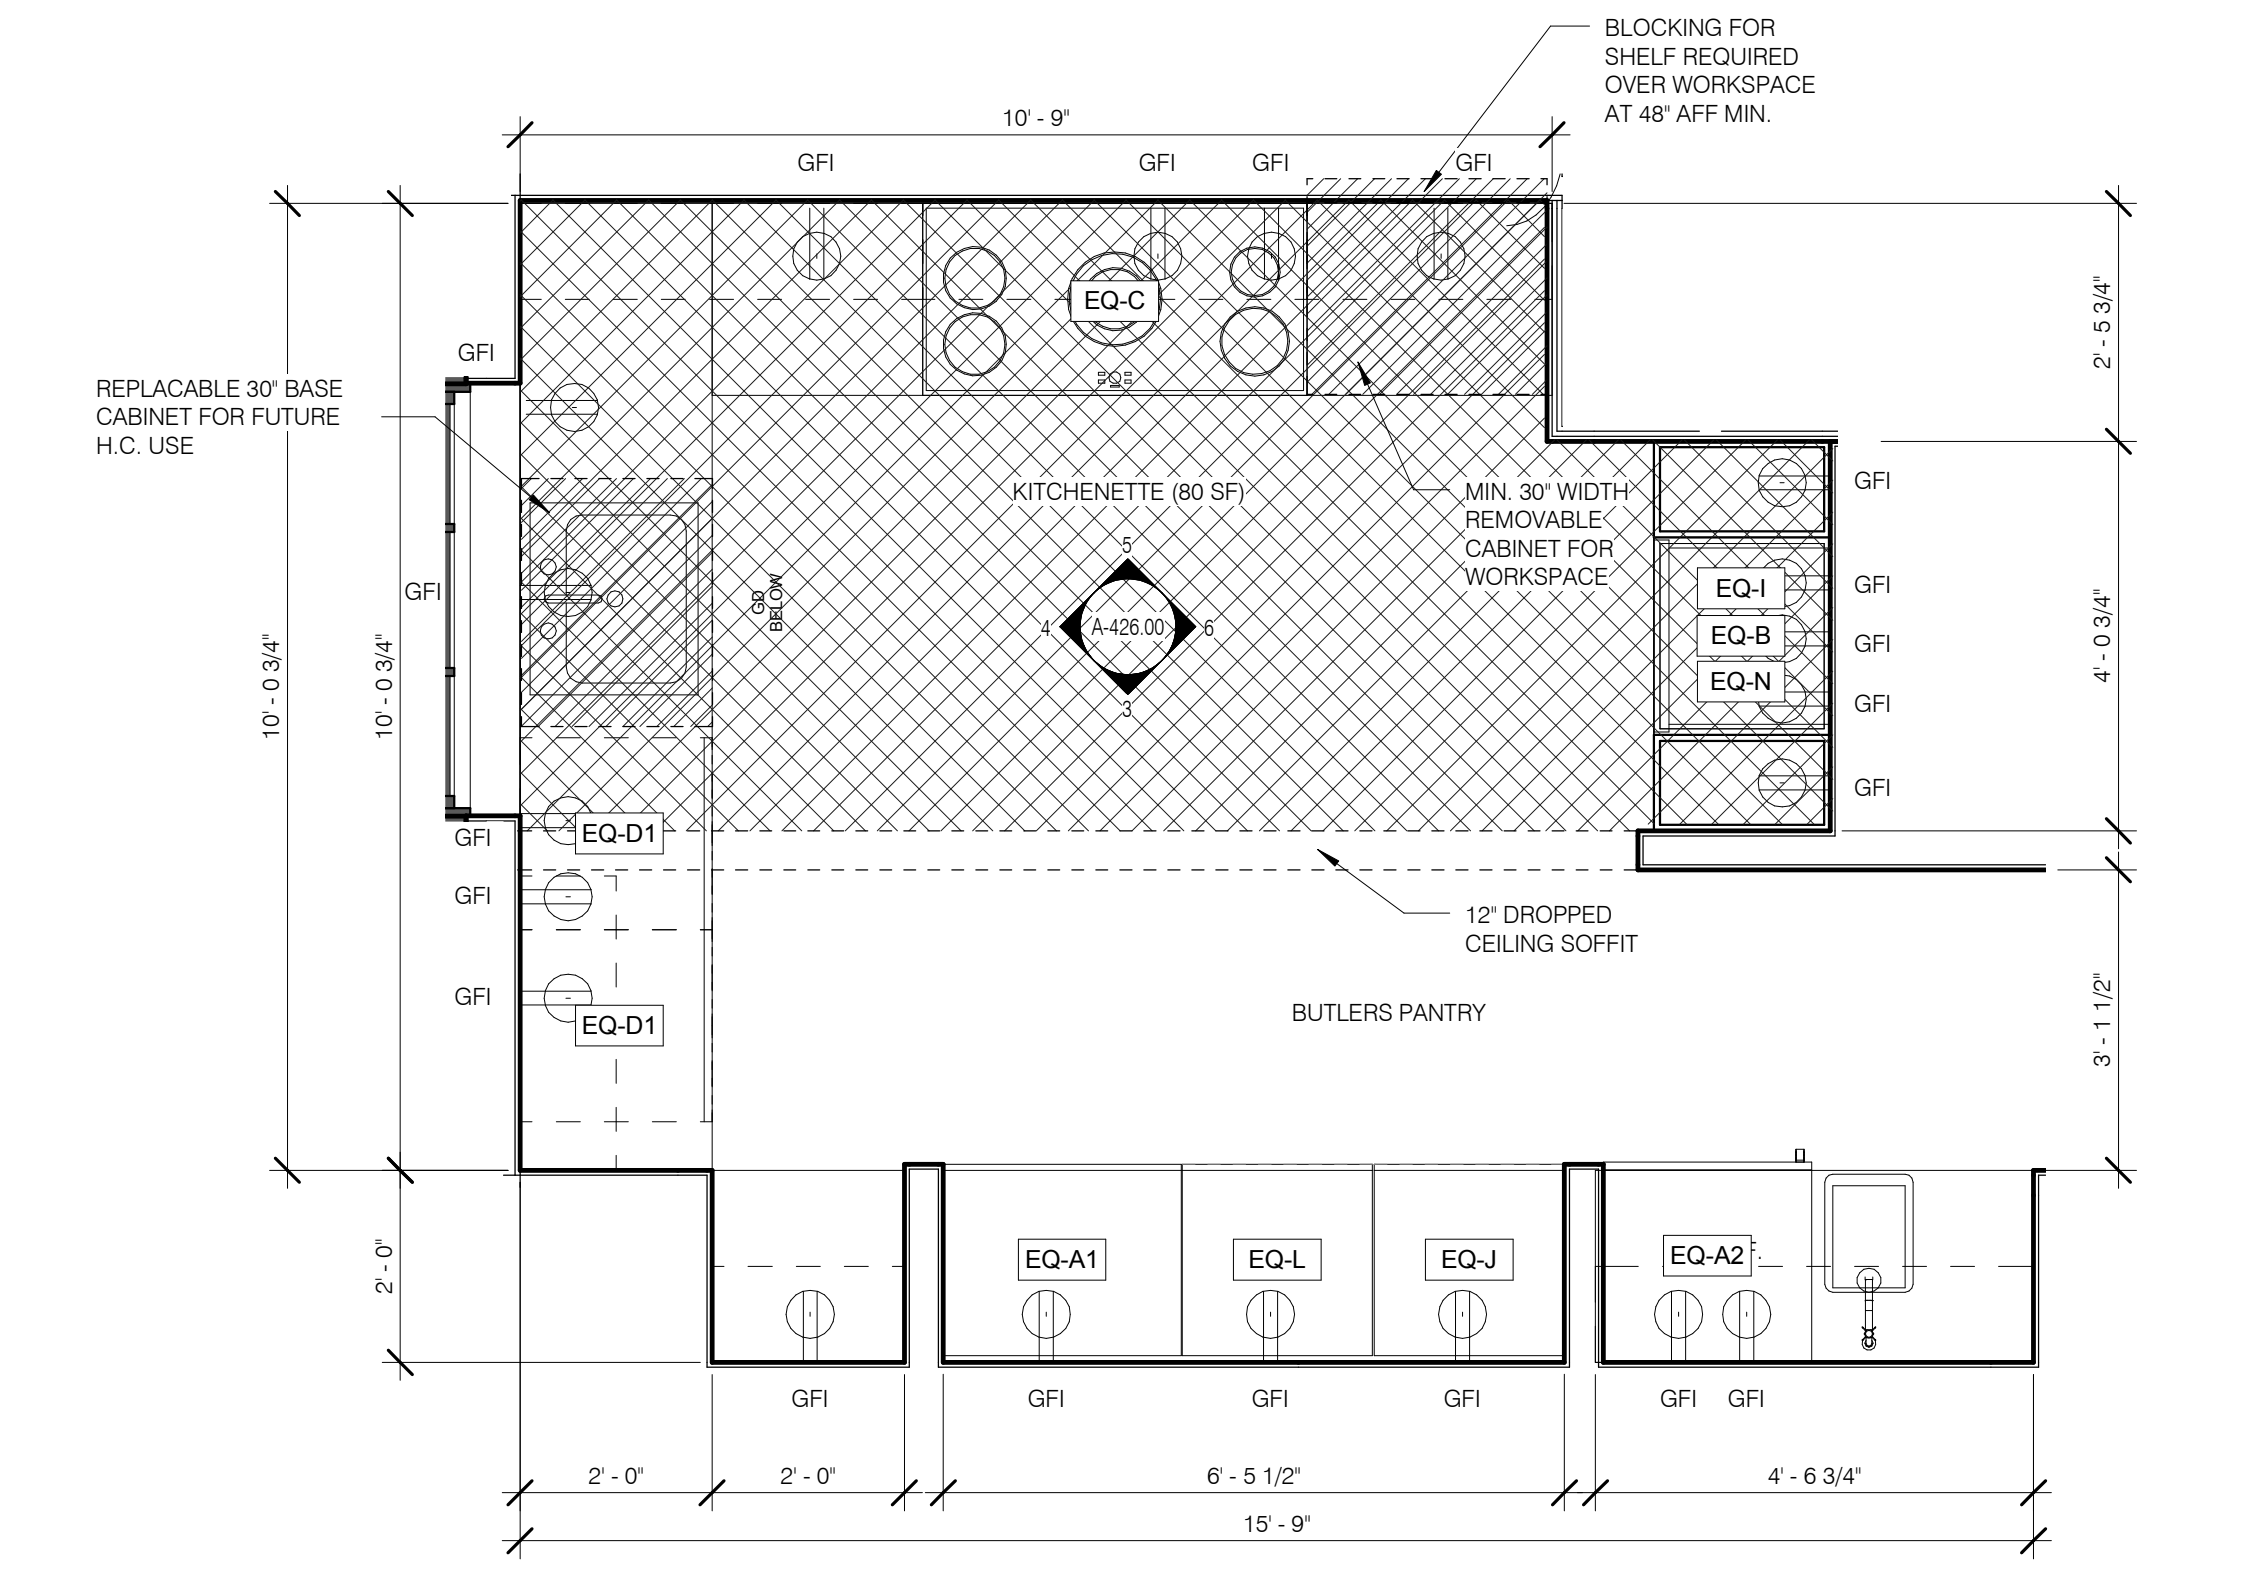 BLOCKING FOR
SHELF REQUIRED
OVER WORKSPACE
AT 48" AFF MIN.
10' - 9"
GFI
GFI
GFI
GFI
EQ-C
2' - 5 3/4"
GFI
REPLACABLE 30" BASE
CABINET FOR FUTURE
H.C. USE
KITCHENETTE (80 SF)
MIN. 30" WIDTH
REMOVABLE
CABINET FOR
WORKSPACE
GFI
5
GFI
GD
BELOW
4
A-426.00
6
3
EQ-I
EQ-B
EQ-N
GFI
GFI
GFI
GFI
4' - 0 3/4"
10' - 0 3/4"
10' - 0 3/4"
GFI
EQ-D1
GFI
12" DROPPED
CEILING SOFFIT
GFI
EQ-D1
BUTLERS PANTRY
3' - 1 1/2"
2' - 0"
EQ-A1
EQ-L
EQ-J
EQ-A2
GFI
GFI
GFI
GFI
GFI
GFI
2' - 0"
2' - 0"
6' - 5 1/2"
4' - 6 3/4"
15' - 9"